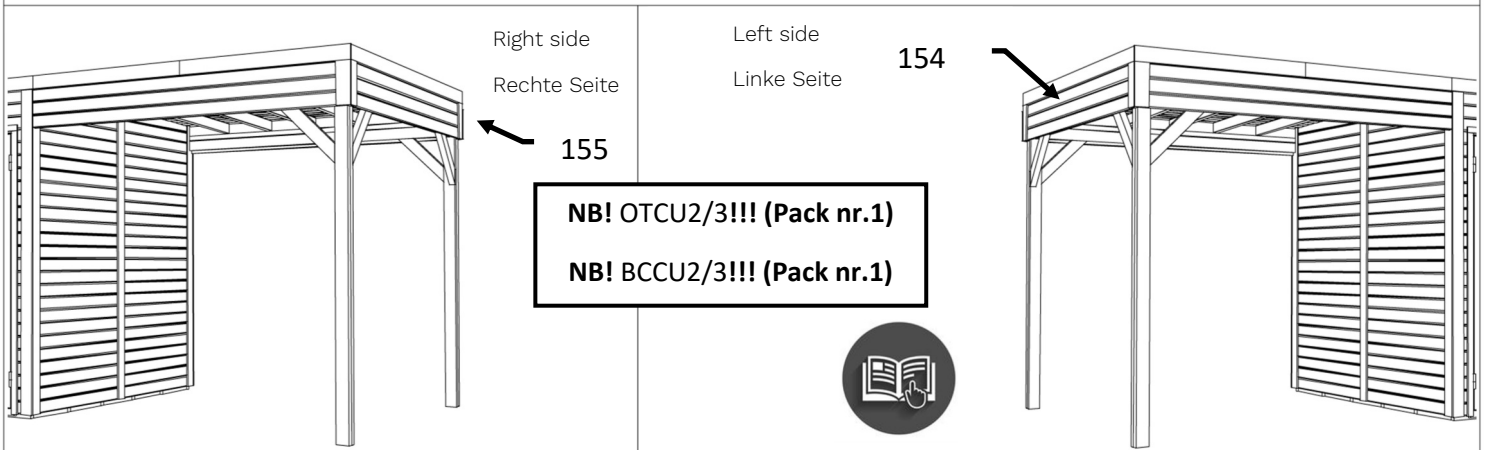 Right side
Rechte Seite
155
Left side
Linke Seite
154
NB! OTCU2/3!!! (Pack nr.1)
NB! BCCU2/3!!! (Pack nr.1)